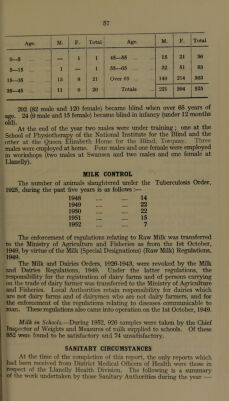 57
Age. M. F. Total Age. M. F. Total
0—5 — 1 1 45—55 15 21 36
5—15 1 — 1 55—65 32 51 83
15—35 13 8 21 Over 65 140 214
35—45 11 9 20 Totals 221 304 525
202 (82 male and 120 female) became blind when over 65 years of
age. 24 (9 male and 15 female) became blind in infancy (under 12 months
old).
At the end of the year two males were under training; one at the
School of Physiotherapy of the National Institute for the Blind and the
other at the Queen Elizabeth Home for the Blind, Torquay. Three
males were employed at home. Four males and one female were employed
in workshops (two males at Swansea and two males and one female at
Llanelly).
MILK CONTROL
The number of animals slaughtered under the Tuberculosis Order,
1925, during the past five years is as follows :—
1948 14
1949 22
1950 22
1951 15
1952 7
The enforcement of regulations relating to Raw Milk was transferred
to the Ministry of Agriculture and Fisheries as from the 1st October,
1949, by virtue of the Milk (Special Designations) (Raw Milk) Regulations,
1949.
The Milk and Dairies Orders, 1926-1943, were revoked by the Milk
and Dairies Regulations, 1949. Under the latter regulations, the
responsibility for the registration of dairy farms and of persons carrying
on the trade of dairy farmer was transferred to the Ministry of Agriculture
and Fisheries. Local Authorities retain responsibility for dairies which
are not dairy farms and of dairymen who are not dairy farmers, and for
the enforcement of the regulations relating to diseases communicable to
man. These regulations also came into operation on the 1st October, 1949.
Milk in Schools.—During 1952, 926 samples were taken by the Chief
Inspector of Weights and Measures of milk supplied to schools. Of these
852 were found to be satisfactory and 74 unsatisfactory.
SANITARY CIRCUMSTANCES
At the time of the completion of this report, the only reports which
had been received from District Medical Officers of Health were those in
respect of the Llanelly Health Division. The following is a summary
of the work undertaken by those Sanitary Authorities during the year :—